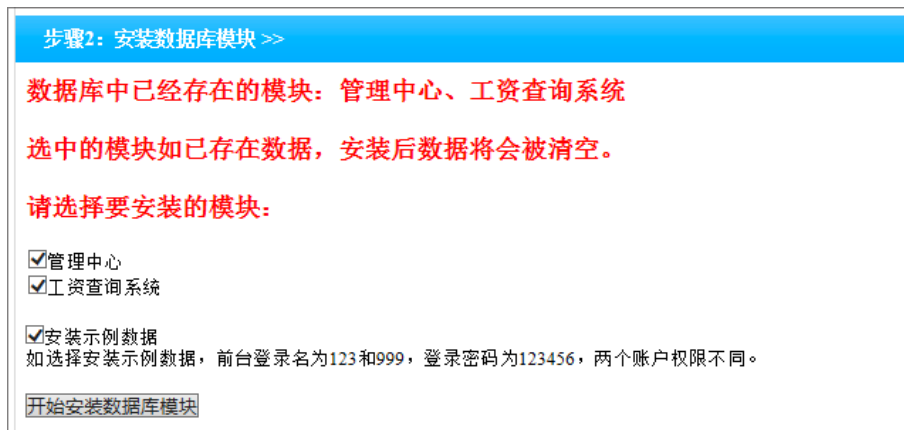 步骤2：安装数据库模块 >>
数据库中已经存在的模块：管理中心、工资查询系统
选中的模块如已存在数据，安装后数据将会被清空。
请选择要安装的模块：
管理中心
工资查询系统
安装示例数据
如选择安装示例数据，前台登录名为123和999，登录密码为123456，两个账户权限不同。
开始安装数据库模块